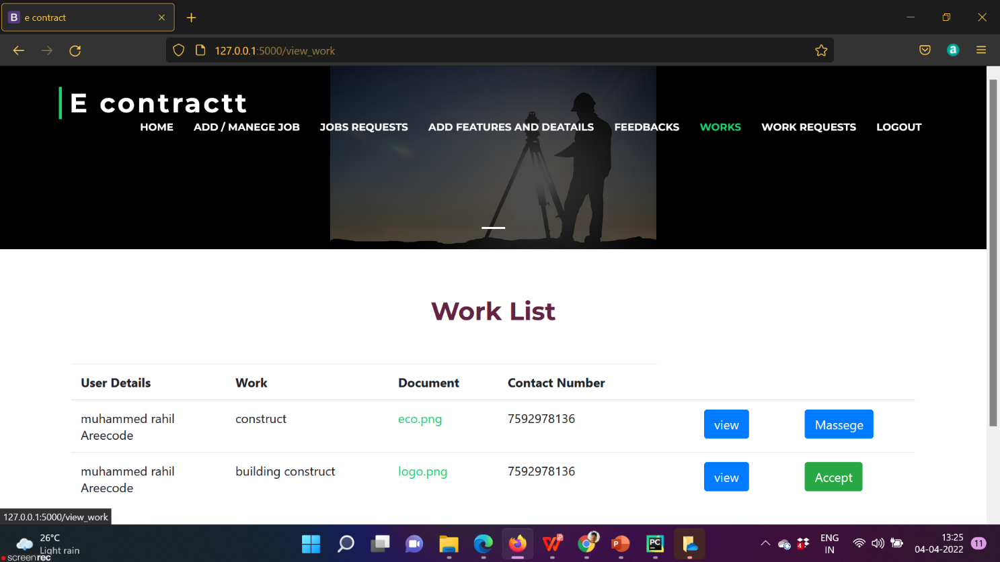 B e contract
127.0.0.1:5000/view_work
a
E contractt
HOME ADD / MANEGE JOB JOBS REQUESTS ADD FEATURES AND DEATAILS FEEDBACKS WORKS WORK REQUESTS LOGOUT
Work List
User Details Work Document Contact Number
muhammed rahil construct eco.png 7592978136 view Massege
Areecode
muhammed rahil building construct logo.png 7592978136 view Accept
Areecode
127.0.0.1:5000/view_work
26°C
Light rain
screenrec
W
P
PC
4
ENG
IN
13:25
04-04-2022
11